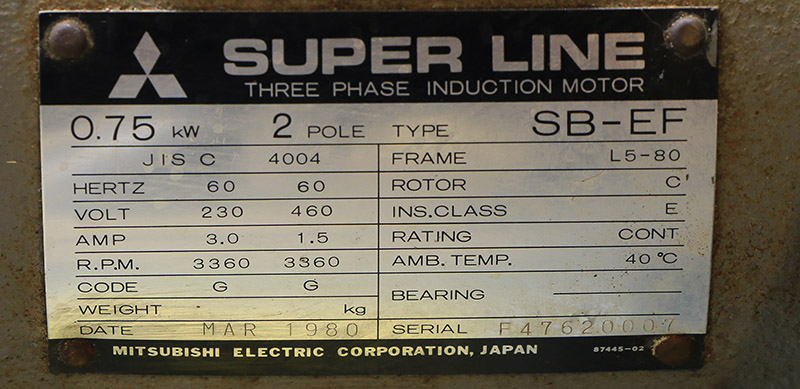 SUPER LINE
THREE PHASE INDUCTION MOTOR
0.75 kW 2 POLE TYPE SB-EF
JIS C 4004 FRAME L5-80
HERTZ 60 60 ROTOR C
VOLT 230 460 INS.CLASS E
AMP 3.0 1.5 RATING CONT
R.P.M. 3360 3360 AMB. TEMP. 40°C
CODE G G
BEARING
WEIGHT kg
DATE MAR 1980 SERIAL F47620007
MITSUBISHI ELECTRIC CORPORATION, JAPAN 87445-02